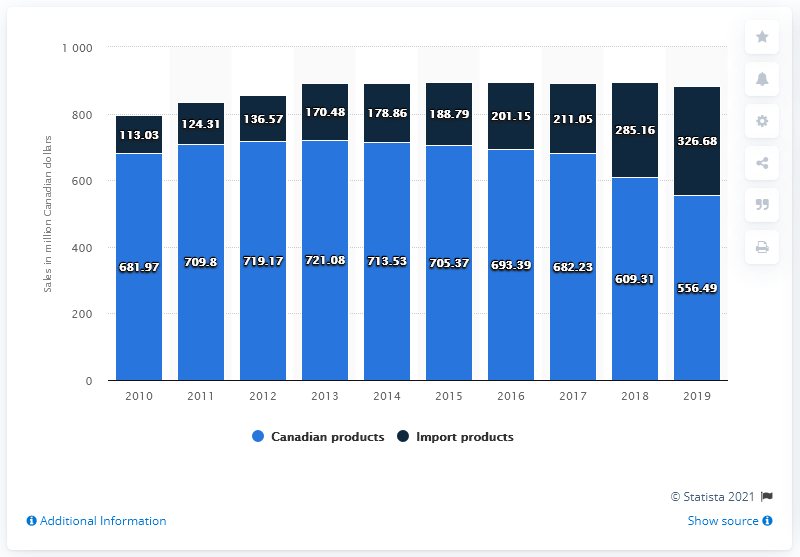 1 000
800
600
400
200
0
Sales in million Canadian dollars
113.03 124.31 136.57 170.48 178.86 188.79 201.15 211.05 285.16 326.68
681.97 709.8 719.17 721.08 713.53 705.37 693.39 682.23 609.31 556.49
2010 2011 2012 2013 2014 2015 2016 2017 2018 2019
Canadian products Import products
© Statista 2021
Additional Information Show source